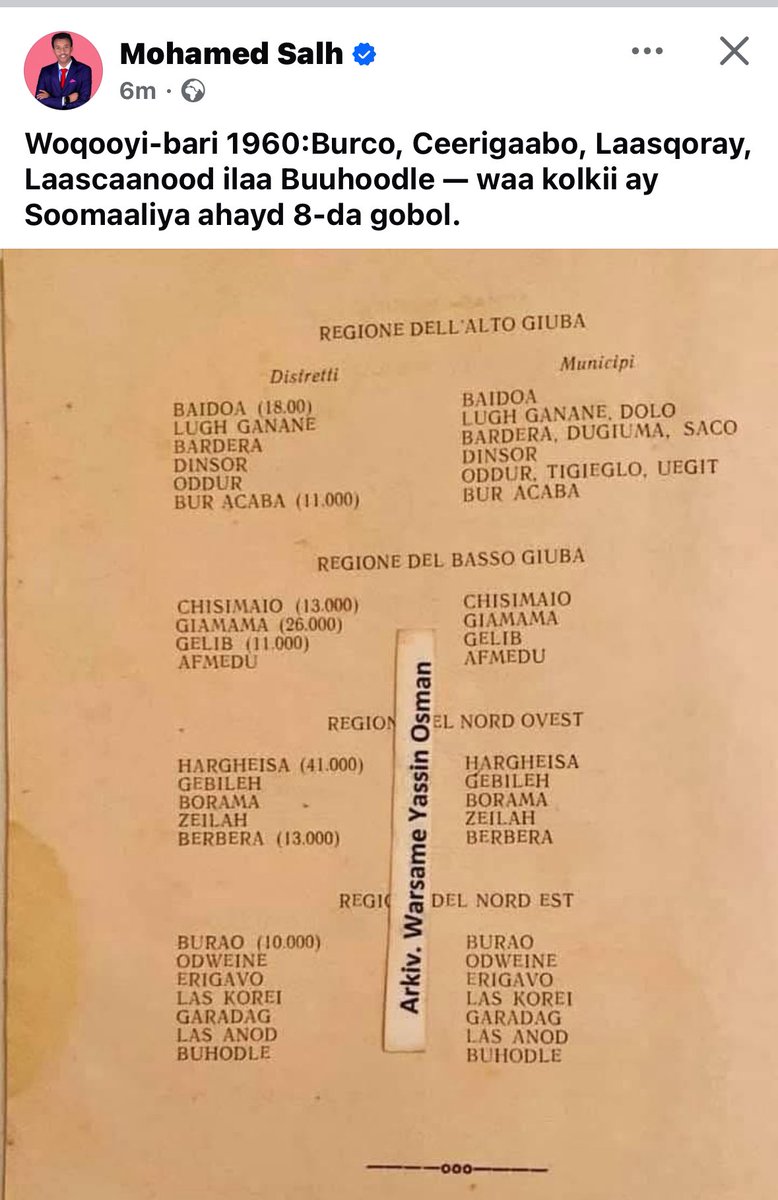 Mohamed Salh
6m
Woqooyi-bari 1960:Burco, Ceerigaabo, Laasqoray,
Laascaanood ilaa Buuhoodle — waa kolkii ay
Soomaaliya ahayd 8-da gobol.
REGIONE DELL'ALTO GIUBA
Distretti
BAIDOA (18.00)
LUGH GANANE
BARDERA
DINSOR
ODDUR
BUR ACABA (11.000)
Municipi
BAIDOA
LUGH GANANE, DOLO
BARDERA, DUGIUMA, SACO
DINSOR
ODDUR, TIGIEGLO, UEGIT
BUR ACABA
REGIONE DEL BASSO GIUBA
CHISIMAIO (13.000)
GIAMAMA (26.000)
GELIB (11.000)
AFMEDU
CHISIMAIO
GIAMAMA
GELIB
AFMEDU
REGION EL NORD OVEST
HARGHEISA (41.000)
GEBILEH
BORAMA
ZEILAH
BERBERA (13.000)
HARGHEISA
GEBILEH
BORAMA
ZEILAH
BERBERA
REGI DEL NORD EST
BURAO (10.000)
ODWEINE
ERIGAVO
LAS KOREI
GARADAG
LAS ANOD
BUHODLE
BURAO
ODWEINE
ERIGAVO
LAS KOREI
GARADAG
LAS ANOD
BUHODLE
Arkiv. Warsame Yassin Osman